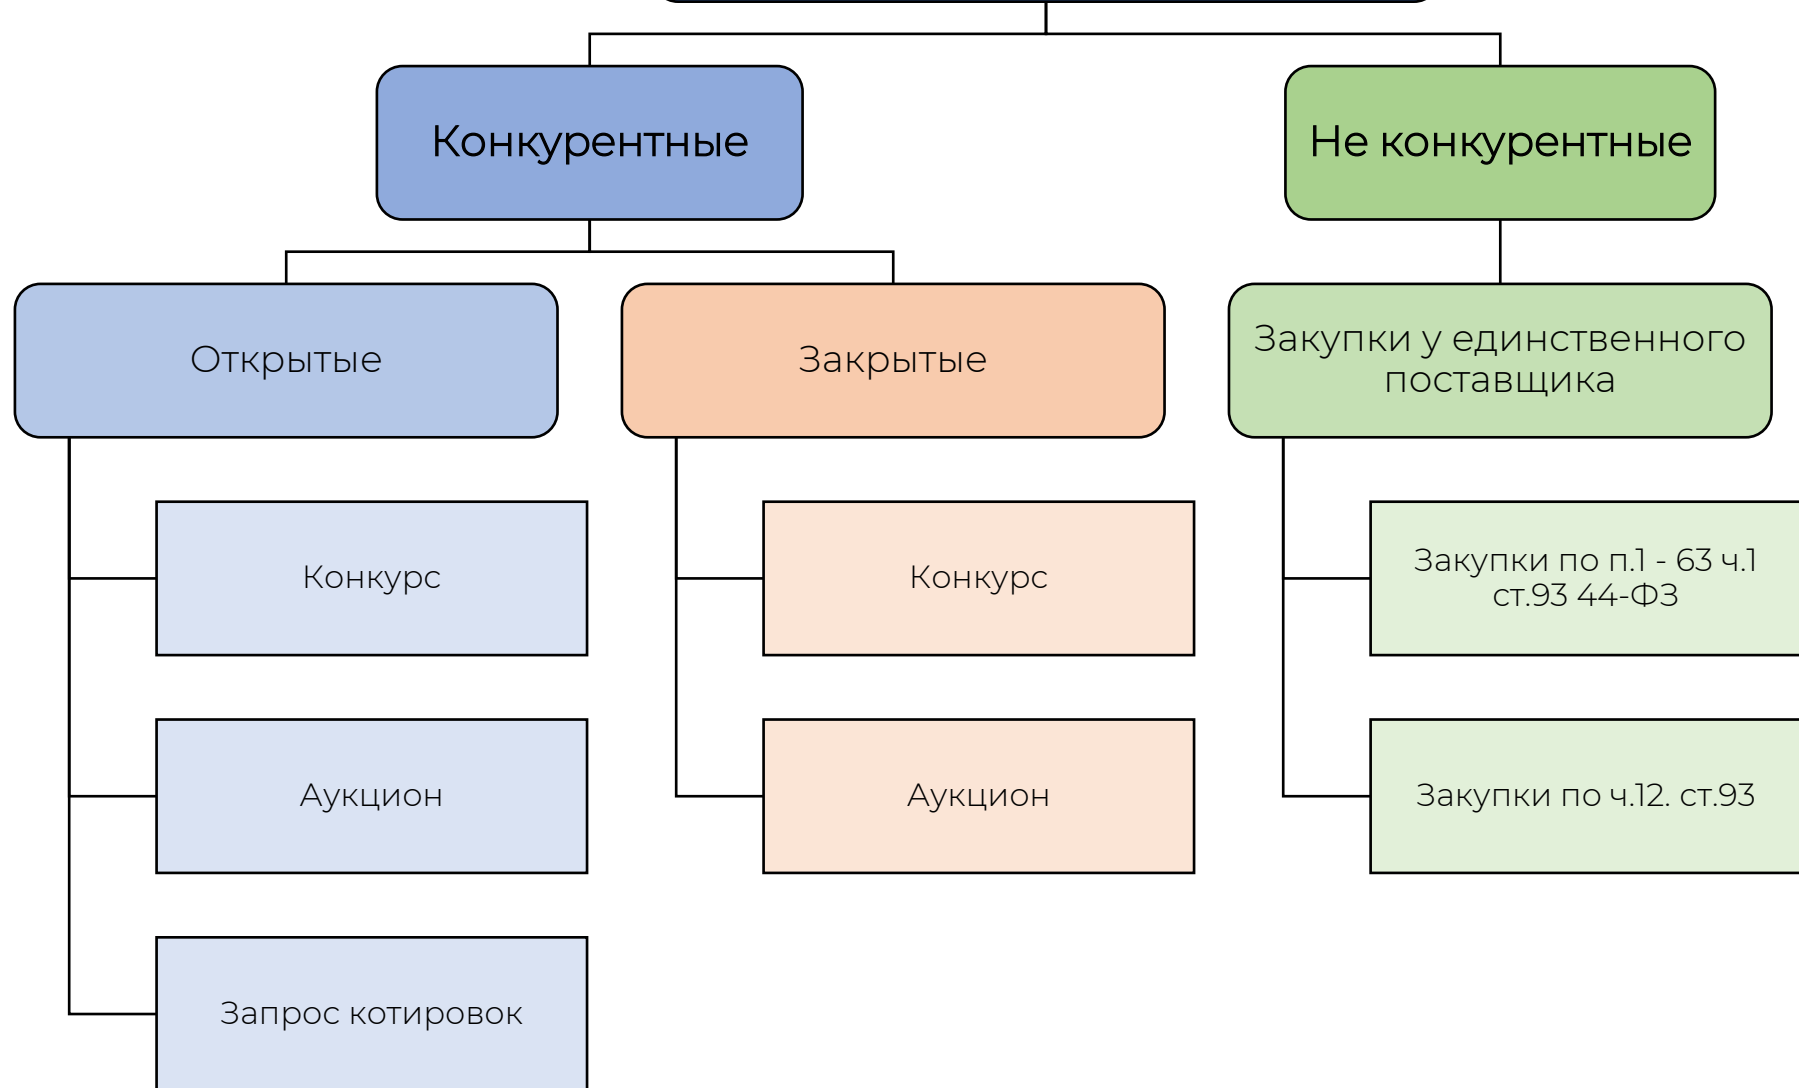 Конкурентные
Не конкурентные
Открытые
Закрытые
Закупки у единственного
поставщика
Конкурс
Конкурс
Закупки по п.1 - 63 ч.1
ст.93 44-ФЗ
Аукцион
Аукцион
Закупки по ч.12. ст.93
Запрос котировок